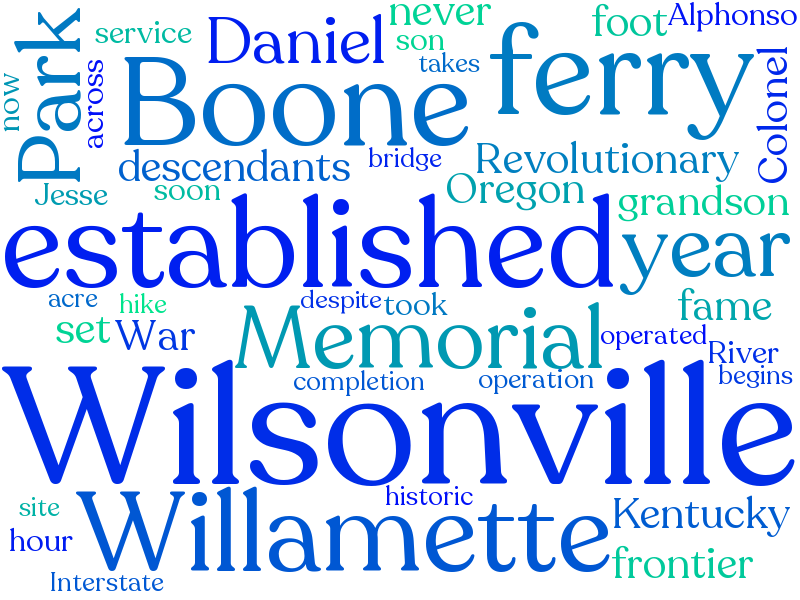 never
Alphonso
service
Daniel
foot
son
ferry
takes
Park
now
across
Boone
Colonel
descendants
bridge
Revolutionary
Jesse
soon
Oregon
grandson
established
year
acre
hike
despite
took
fame
set
War
Memorial
operated
River
completion
operation
begins
Wilsonville
historic
site
Willamette
Kentucky
hour
frontier
Interstate